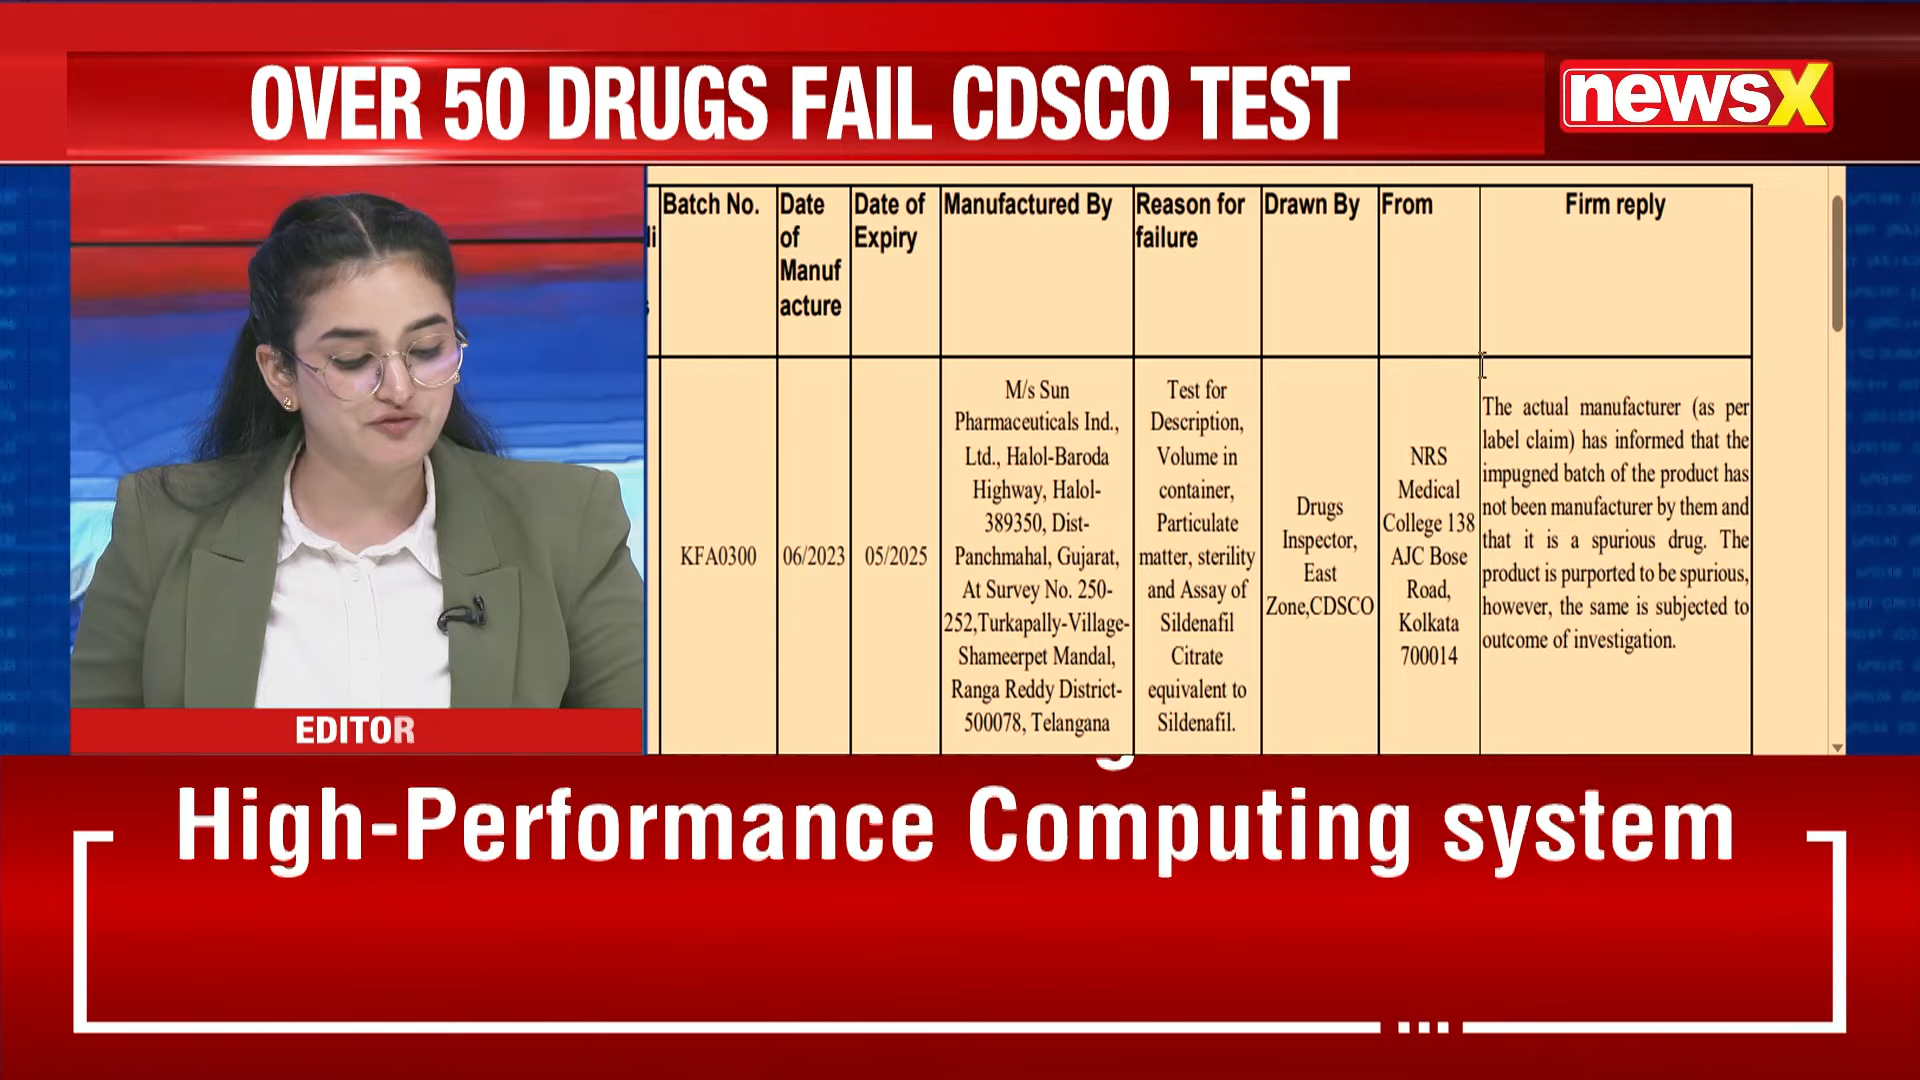 OVER 50 DRUGS FAIL CDSCO TEST
newsX
Batch No.
Date
of
Manuf
acture
Date of
Expiry
Manufactured By
Reason for
failure
Drawn By
From
Firm reply
KFA0300
06/2023
05/2025
M/s Sun
Pharmaceuticals Ind.,
Ltd., Halol-Baroda
Highway, Halol-
389350, Dist-
Panchmahal, Gujarat,
At Survey No. 250-
252,Turkapally-Village-
Shameerpet Mandal,
Ranga Reddy District-
500078, Telangana
Test for
Description,
Volume in
container,
Particulate
matter, sterility
and Assay of
Sildenafil
Citrate
equivalent to
Sildenafil.
Drugs
Inspector,
East
Zone,CDSCO
NRS
Medical
College 138
AJC Bose
Road,
Kolkata
700014
The actual manufacturer (as per
label claim) has informed that the
impugned batch of the product has
not been manufacturer by them and
that it is a spurious drug. The
product is purported to be spurious,
however, the same is subjected to
outcome of investigation.
EDITOR
High-Performance Computing system